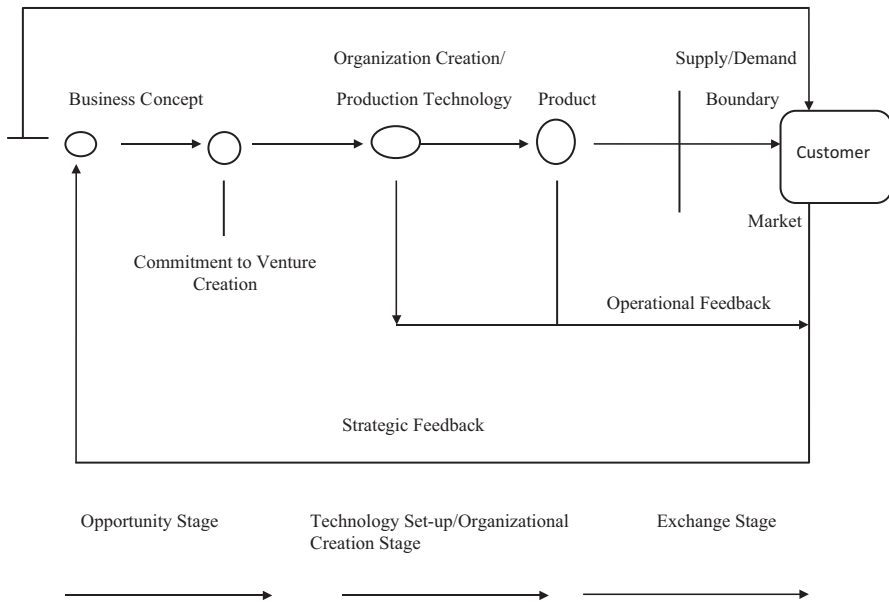 Organization Creation/
Supply/Demand
Business Concept
Production Technology
Product
Boundary
Customer
Market
Commitment to Venture
Creation
Operational Feedback
Strategic Feedback
Opportunity Stage
Technology Set-up/Organizational
Creation Stage
Exchange Stage